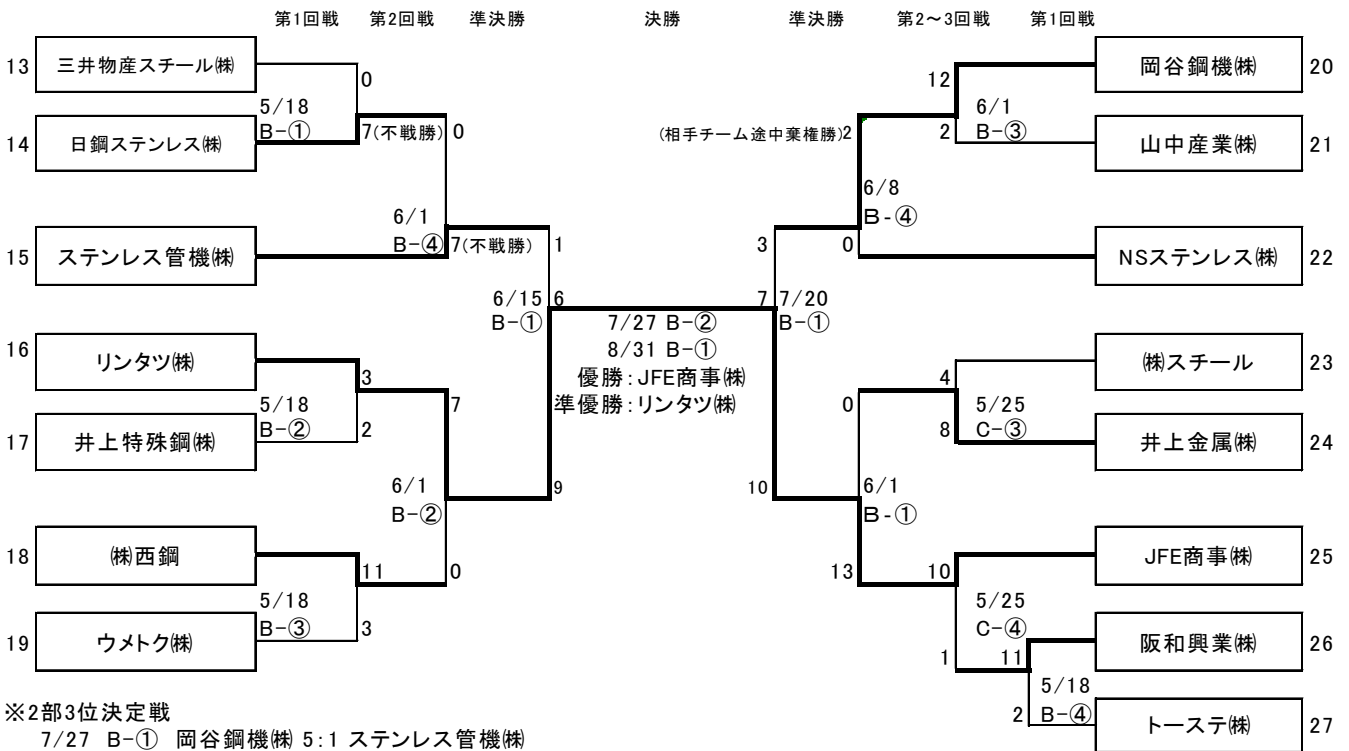 第1回戦 第2回戦 準決勝 決勝 準決勝 第2～3回戦 第1回戦
13 三井物産スチール㈱ 0 12 岡谷鋼機㈱ 20
5/18 6/1
B-① 7(不戦勝) 0 (相手チーム途中棄権勝)2 2 B-③
14 日鋼ステンレス㈱ 山中産業㈱ 21
6/8
6/1 B-④
B-④ 7(不戦勝) 1 3 0
15 ステンレス管機㈱ NSステンレス㈱ 22
6/15 6 7 7/20
B-① 7/27 B-② B-①
8/31 B-①
16 リンタツ㈱ ㈱スチール 23
優勝：JFE商事㈱
3 4
5/18 7 準優勝：リンタツ㈱ 0 5/25
B-② 2 8 C-③
17 井上特殊鋼㈱ 井上金属㈱ 24
6/1 9 10 6/1
B-② B-①
18 ㈱西鋼 JFE商事㈱ 25
11 0 13 10
5/18 5/25
B-③ 3 C-④
19 ウメトク㈱ 阪和興業㈱ 26
1 11
5/18
2 B-④
トーステ㈱ 27
※2部3位決定戦
7/27 B-① 岡谷鋼機㈱ 5：1 ステンレス管機㈱